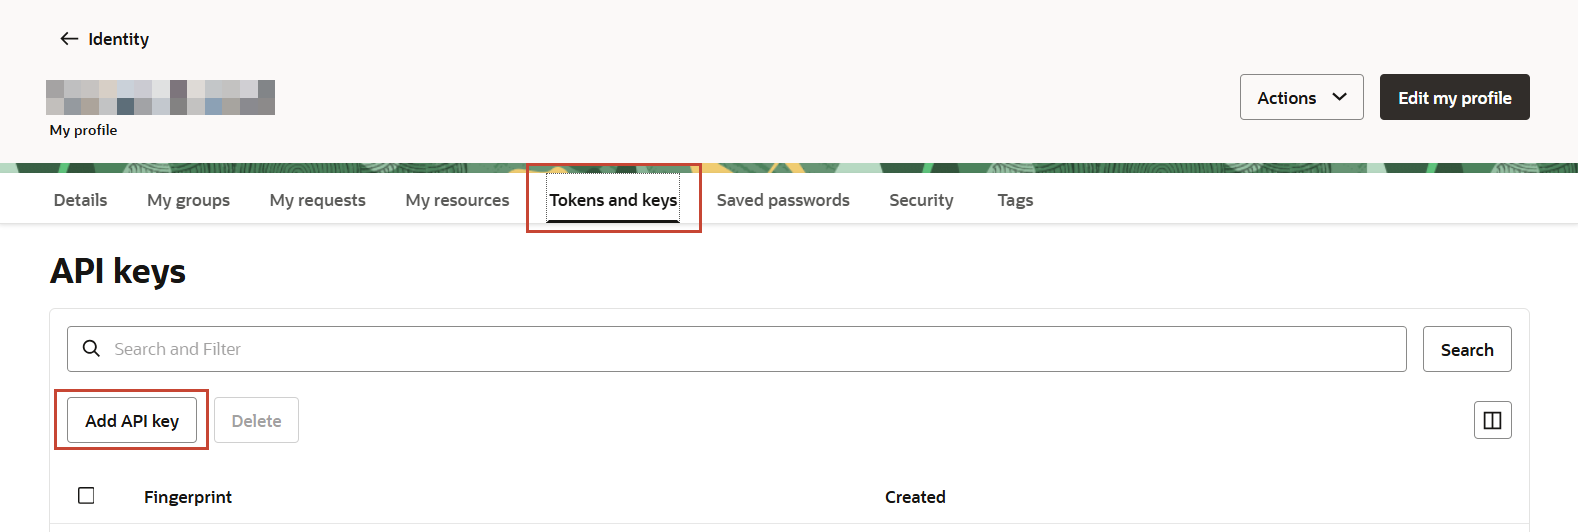 Identity
My profile
Actions
Edit my profile
Details My groups My requests My resources Tokens and keys Saved passwords Security Tags
API keys
Search and Filter
Search
Add API key Delete
Fingerprint Created